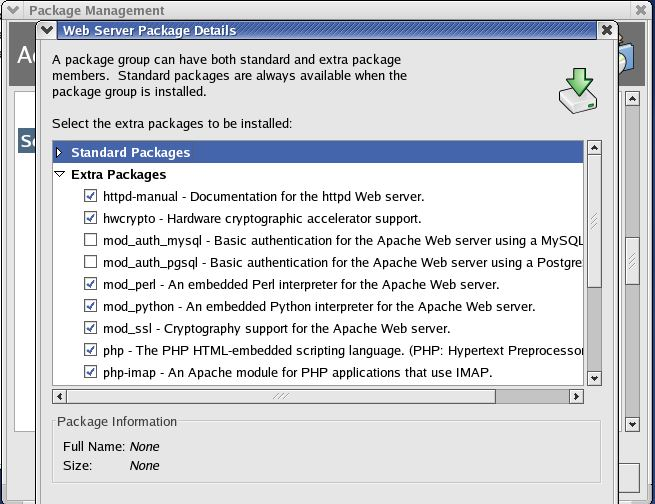 Package Management
Web Server Package Details
A package group can have both standard and extra package
members. Standard packages are always available when the
package group is installed.
Select the extra packages to be installed:
Standard Packages
Extra Packages
httpd-manual - Documentation for the httpd Web server.
hwcrypto - Hardware cryptographic accelerator support.
mod_auth_mysql - Basic authentication for the Apache Web server using a MySQL
mod_auth_pgsql - Basic authentication for the Apache Web server using a Postgre
mod_perl - An embedded Perl interpreter for the Apache Web server.
mod_python - An embedded Python interpreter for the Apache Web server.
mod_ssl - Cryptography support for the Apache Web server.
php - The PHP HTML-embedded scripting language. (PHP: Hypertext Preprocessor
php-imap - An Apache module for PHP applications that use IMAP.
Package Information
Full Name: None
Size: None